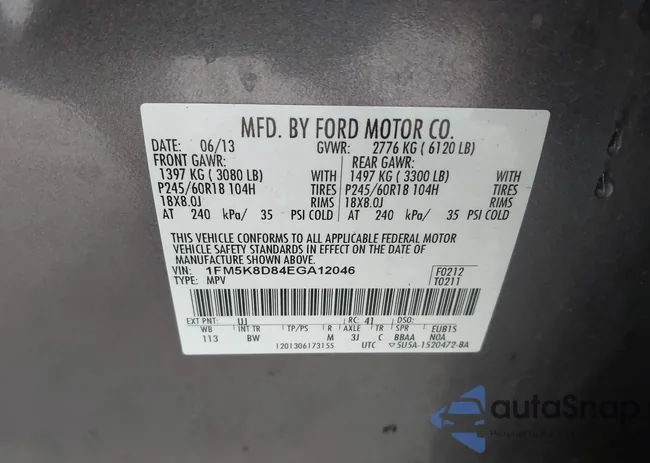 MFD. BY FORD MOTOR CO.
DATE: 06/13 GVWR: 2776 KG ( 6120 LB)
FRONT GAWR: REAR GAWR:
1397 KG ( 3080 LB) WITH 1497 KG ( 3300 LB) WITH
P245/60R18 104H TIRES P245/60R18 104H TIRES
18X8.0J RIMS 18X8.0J RIMS
AT 240 kPa/ 35 PSI COLD AT 240 kPa/ 35 PSI COLD
THIS VEHICLE CONFORMS TO ALL APPLICABLE FEDERAL MOTOR
VEHICLE SAFETY STANDARDS IN EFFECT ON THE DATE OF MANUFACTURE
SHOWN ABOVE.
VIN: 1FM5K8D84EGA12046 F0212
TYPE: MPV T0211
EXT PNT: UJ RC: 41 DSO:
WB INT TR TP/PS R AXLE TR SPR EUBTS
113 BW M 3J C BBAA NOA
1201306173155 UTC ▽5U5A-1520472-BA
autoSnap